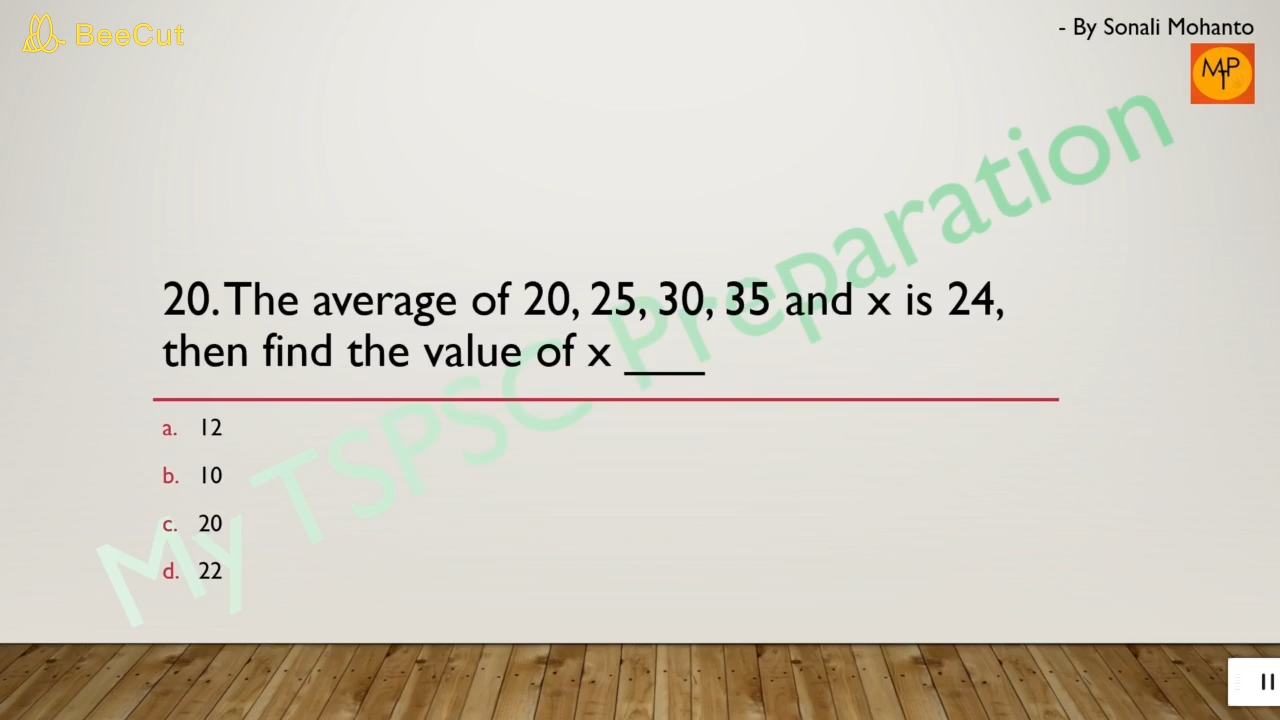 BeeCut
- By Sonali Mohanto
MTP
20. The average of 20, 25, 30, 35 and x is 24,
then find the value of x ____
a. 12
b. 10
c. 20
d. 22
My TSPSC Preparation